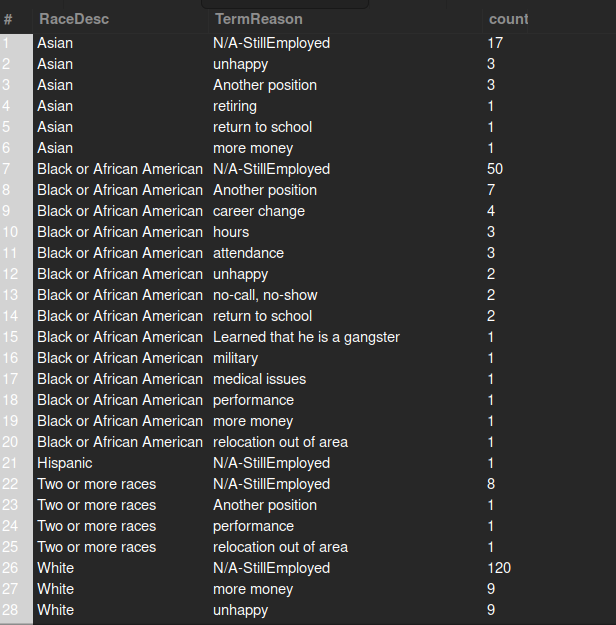 # RaceDesc TermReason count
1 Asian N/A-StillEmployed 17
2 Asian unhappy 3
3 Asian Another position 3
4 Asian retiring 1
5 Asian return to school 1
6 Asian more money 1
7 Black or African American N/A-StillEmployed 50
8 Black or African American Another position 7
9 Black or African American career change 4
10 Black or African American hours 3
11 Black or African American attendance 3
12 Black or African American unhappy 2
13 Black or African American no-call, no-show 2
14 Black or African American return to school 2
15 Black or African American Learned that he is a gangster 1
16 Black or African American military 1
17 Black or African American medical issues 1
18 Black or African American performance 1
19 Black or African American more money 1
20 Black or African American relocation out of area 1
21 Hispanic N/A-StillEmployed 1
22 Two or more races N/A-StillEmployed 8
23 Two or more races Another position 1
24 Two or more races performance 1
25 Two or more races relocation out of area 1
26 White N/A-StillEmployed 120
27 White more money 9
28 White unhappy 9